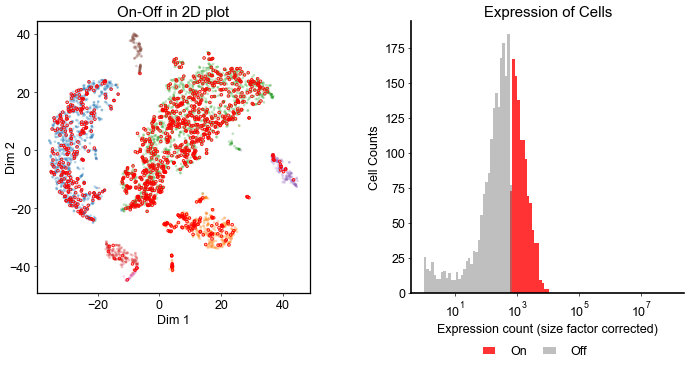 On-Off in 2D plot
40
20
0
−20
−40
−20
0
20
40
Dim 2
Dim 1
Expression of Cells
175
150
125
100
75
50
25
0
10^1
10^3
10^5
10^7
Cell Counts
Expression count (size factor corrected)
On
Off